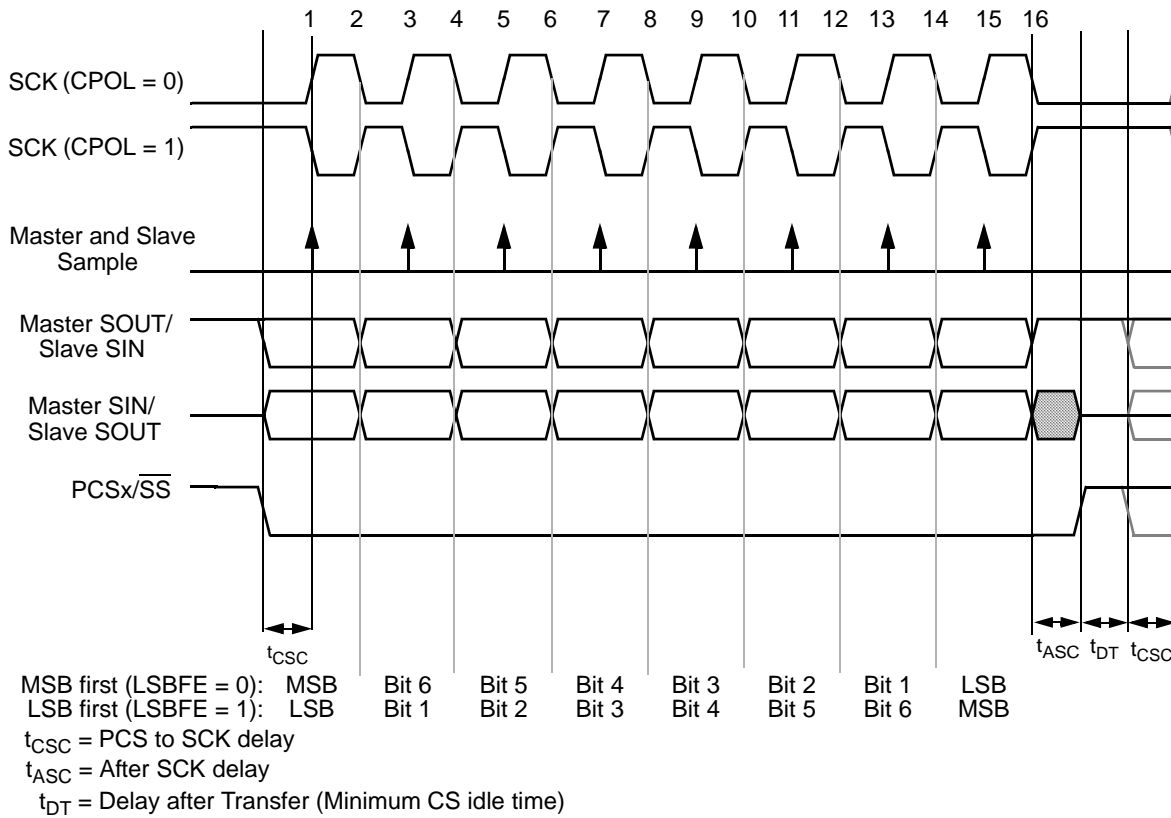 1 2 3 4 5 6 7 8 9 10 11 12 13 14 15 16
SCK (CPOL = 0)
SCK (CPOL = 1)
Master and Slave
Sample
Master SOUT/
Slave SIN
Master SIN/
Slave SOUT
PCSx/SS
tCSC tASC tDT tCSC
MSB first (LSBFE = 0): MSB Bit 6 Bit 5 Bit 4 Bit 3 Bit 2 Bit 1 LSB
LSB first (LSBFE = 1): LSB Bit 1 Bit 2 Bit 3 Bit 4 Bit 5 Bit 6 MSB
tCSC = PCS to SCK delay
tASC = After SCK delay
tDT = Delay after Transfer (Minimum CS idle time)